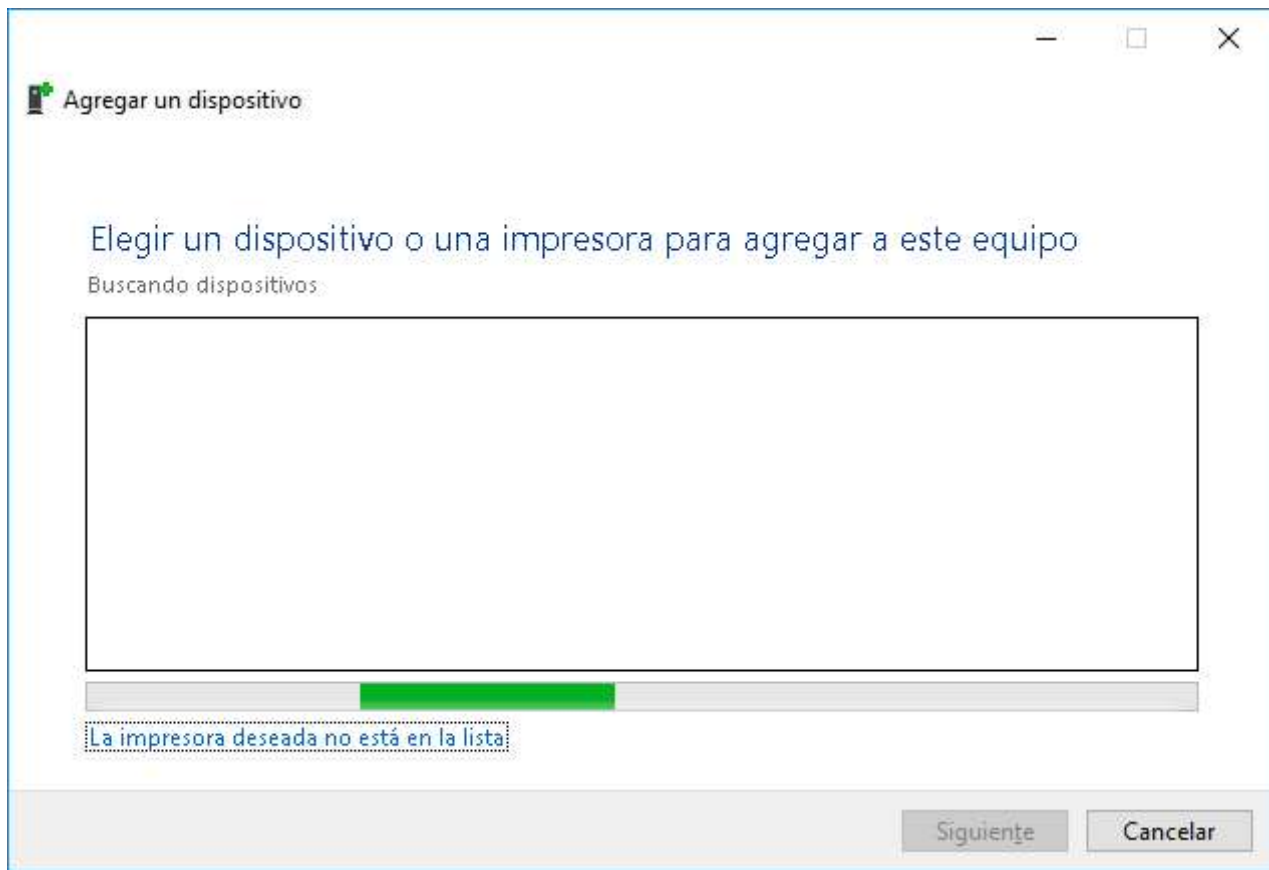 Agregar un dispositivo
Elegir un dispositivo o una impresora para agregar a este equipo
Buscando dispositivos
La impresora deseada no está en la lista
Siguiente
Cancelar